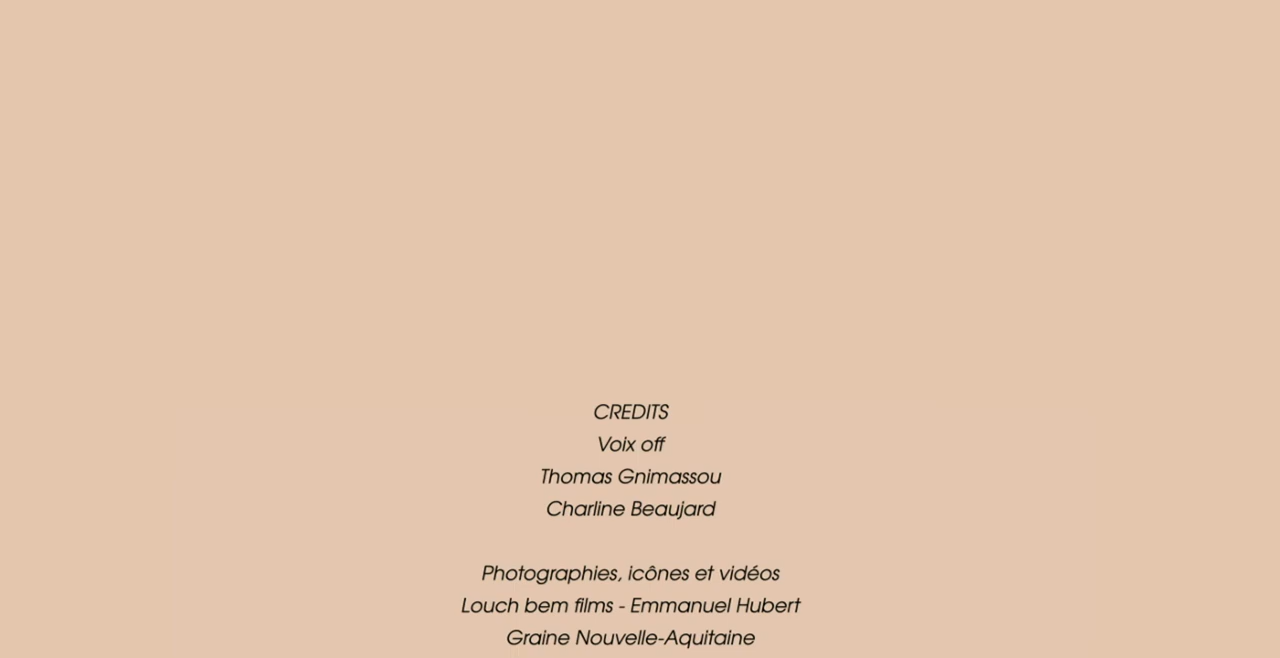 CREDITS
Voix off
Thomas Gnimassou
Charline Beaujard
Photographies, icônes et vidéos
Louch bem films - Emmanuel Hubert
Graine Nouvelle-Aquitaine